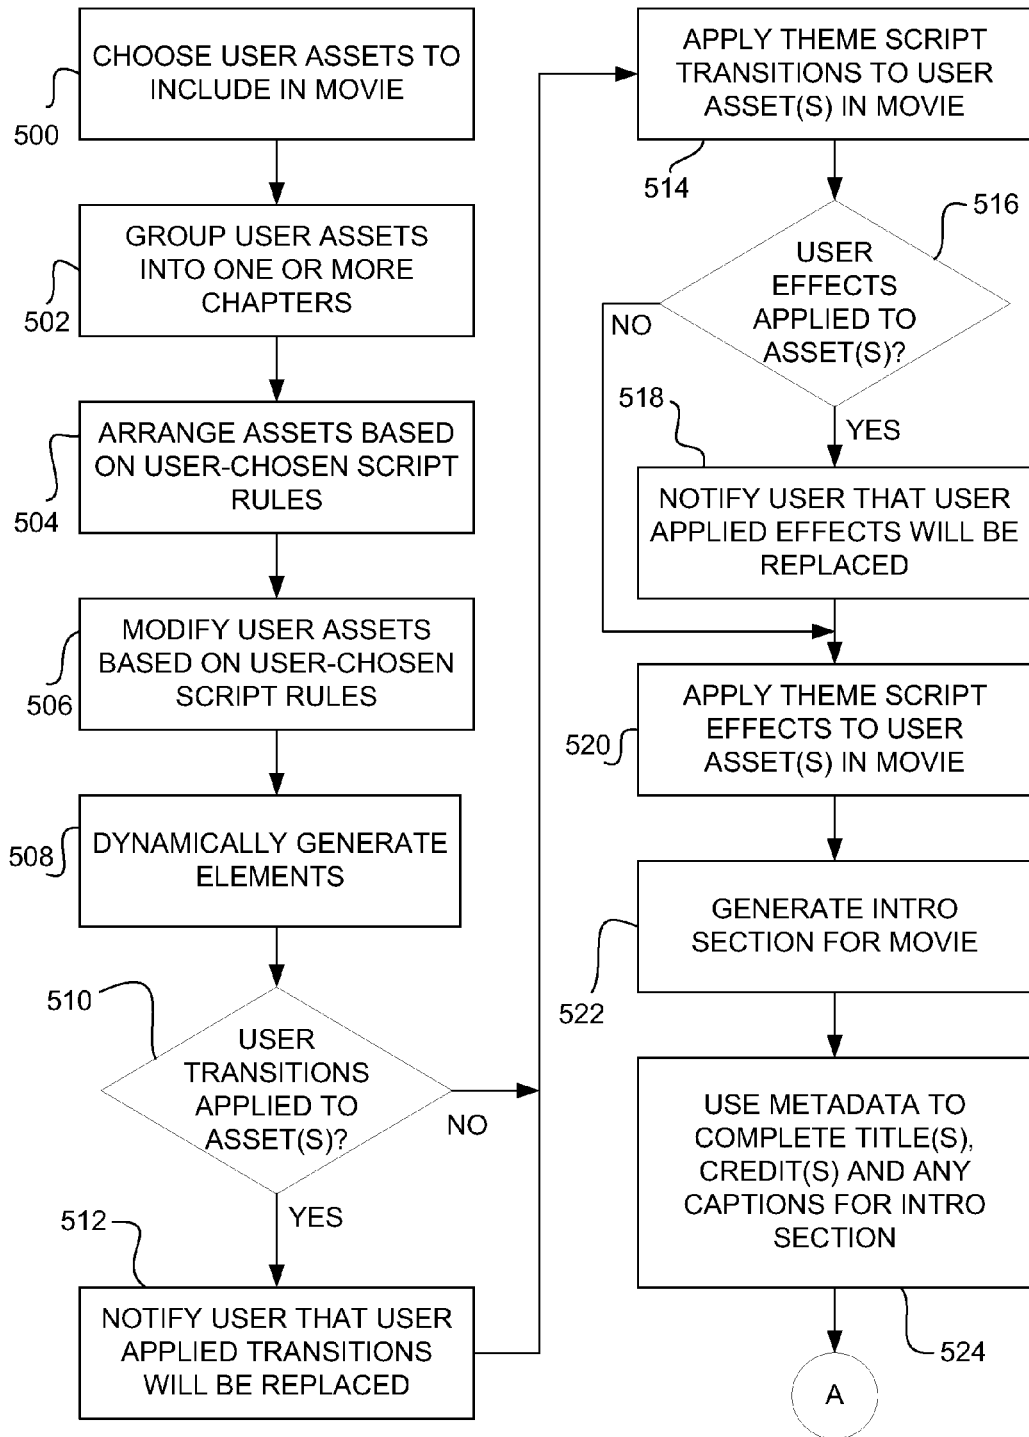 CHOOSE USER ASSETS TO
INCLUDE IN MOVIE
500
GROUP USER ASSETS
INTO ONE OR MORE
CHAPTERS
502
ARRANGE ASSETS BASED
ON USER-CHOSEN SCRIPT
RULES
504
MODIFY USER ASSETS
BASED ON USER-CHOSEN
SCRIPT RULES
506
DYNAMICALLY GENERATE
ELEMENTS
508
510
USER
TRANSITIONS
APPLIED TO
ASSET(S)?
NO
YES
512
NOTIFY USER THAT USER
APPLIED TRANSITIONS
WILL BE REPLACED
APPLY THEME SCRIPT
TRANSITIONS TO USER
ASSET(S) IN MOVIE
514
516
USER
EFFECTS
APPLIED TO
ASSET(S)?
NO
YES
518
NOTIFY USER THAT USER
APPLIED EFFECTS WILL BE
REPLACED
APPLY THEME SCRIPT
EFFECTS TO USER
ASSET(S) IN MOVIE
520
GENERATE INTRO
SECTION FOR MOVIE
522
USE METADATA TO
COMPLETE TITLE(S),
CREDIT(S) AND ANY
CAPTIONS FOR INTRO
SECTION
524
A